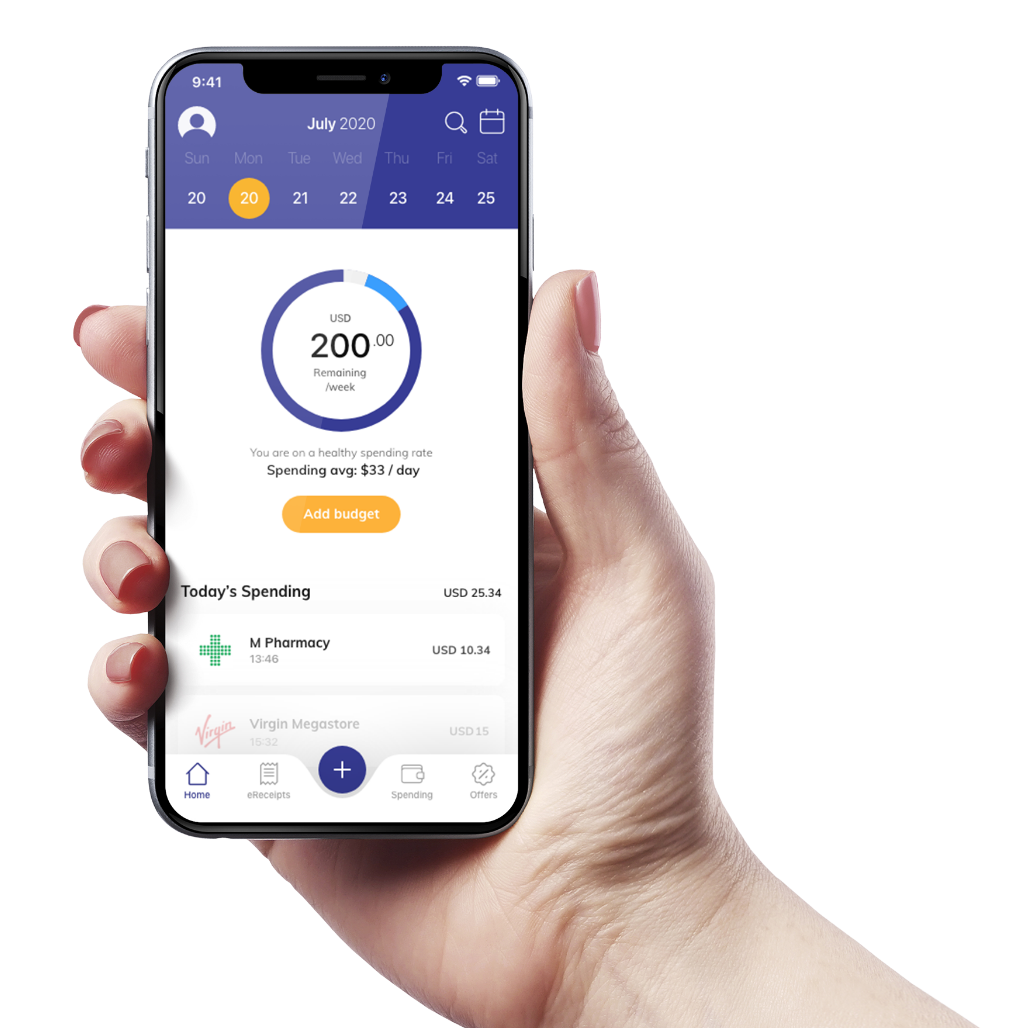 9:41
July 2020
Sun Mon Tue Wed Thu Fri Sat
20 20 21 22 23 24 25
USD
200.00
Remaining
/week
You are on a healthy spending rate
Spending avg: $33 / day
Add budget
Today's Spending USD 25.34
M Pharmacy
13:46
USD 10.34
Virgin
Virgin Megastore
15:32
USD 15
+
Home eReceipts Spending Offers